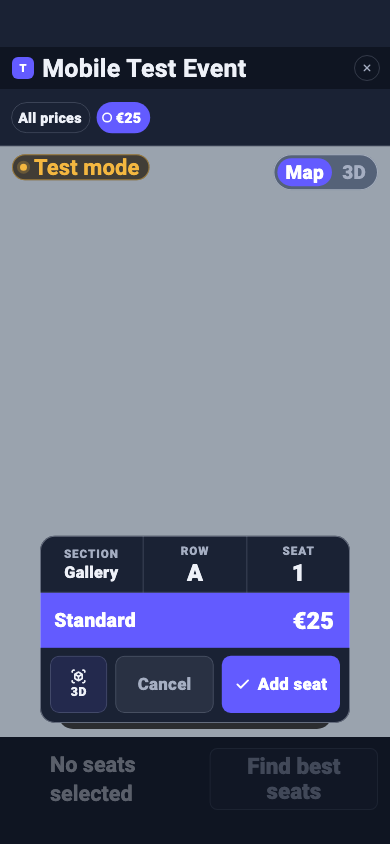 T Mobile Test Event
All prices €25
Test mode
Map 3D
SECTION ROW SEAT
Gallery A 1
Standard €25
3D Cancel Add seat
No seats
selected
Find best
seats